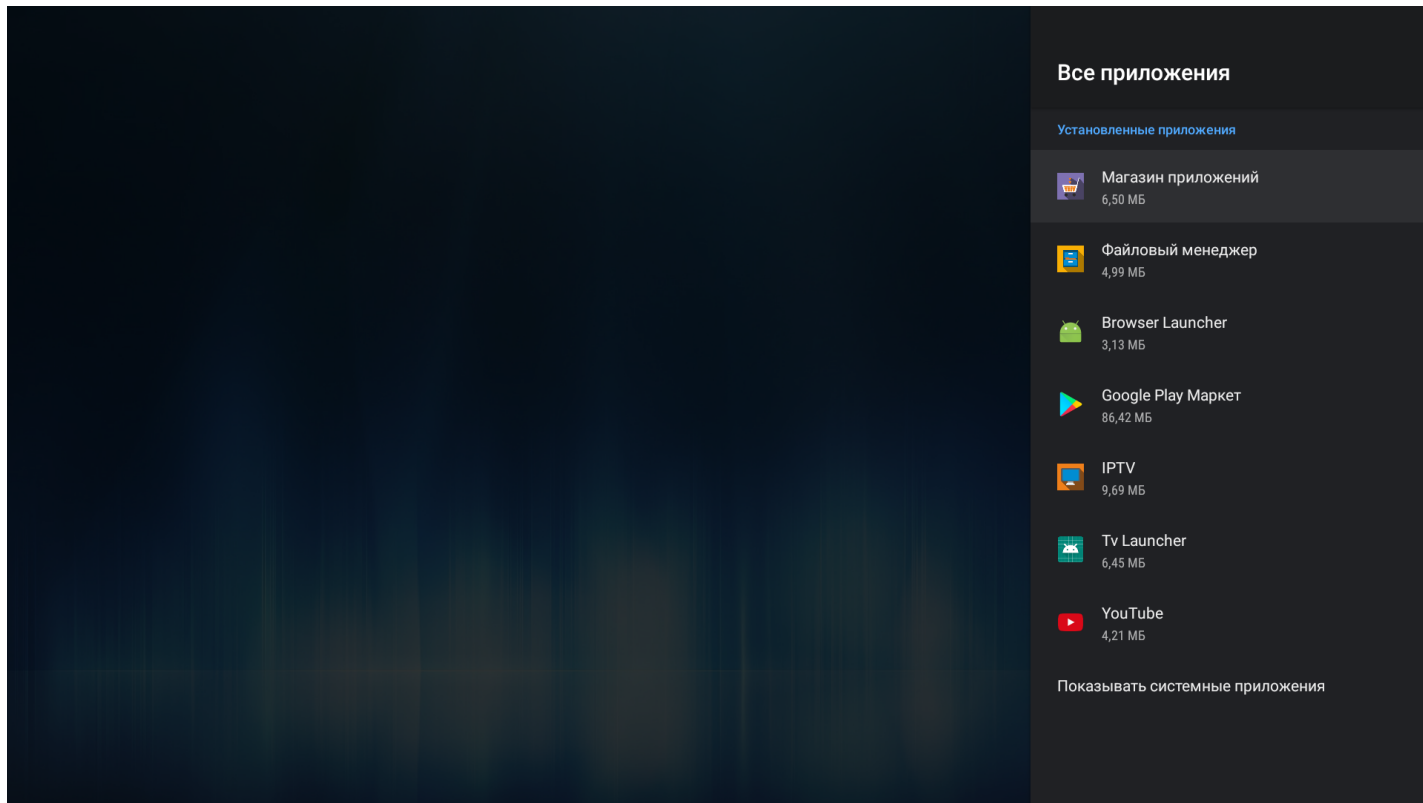 Все приложения
Установленные приложения
Магазин приложений
6,50 МБ
Файловый менеджер
4,99 МБ
Browser Launcher
3,13 МБ
Google Play Маркет
86,42 МБ
IPTV
9,69 МБ
Tv Launcher
6,45 МБ
YouTube
4,21 МБ
Показывать системные приложения